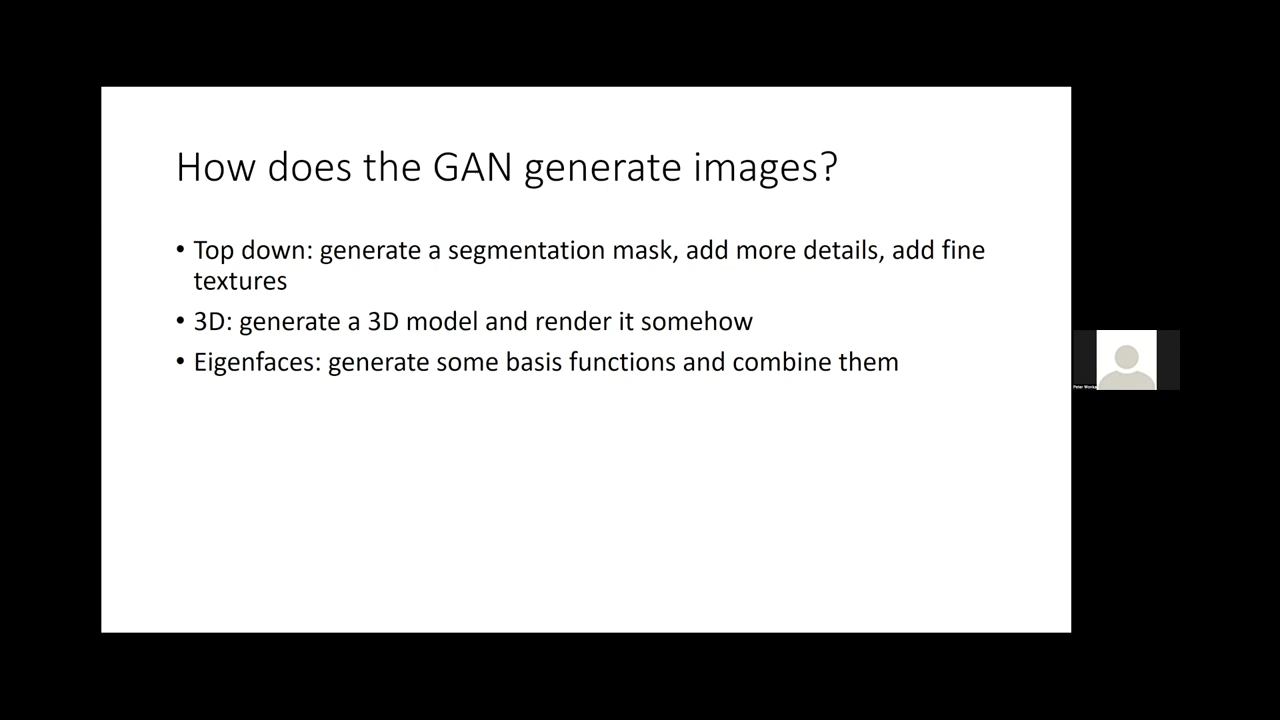 How does the GAN generate images?
• Top down: generate a segmentation mask, add more details, add fine
textures
• 3D: generate a 3D model and render it somehow
• Eigenfaces: generate some basis functions and combine them
Peter